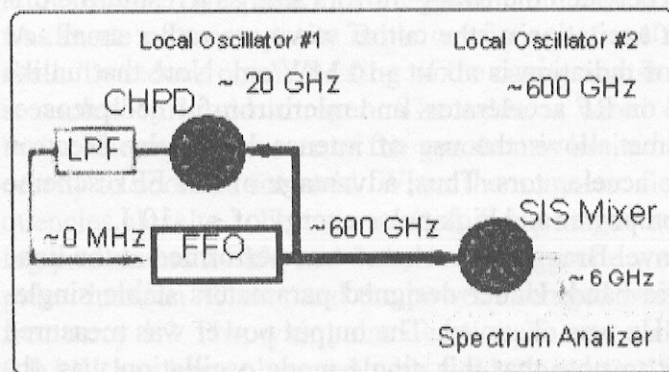 Local Oscillator #1
Local Oscillator #2
CHPD
~ 20 GHz
~600 GHz
LPF
SIS Mixer
~0 MHz
FFO
~600 GHz
~ 6 GHz
Spectrum Analizer